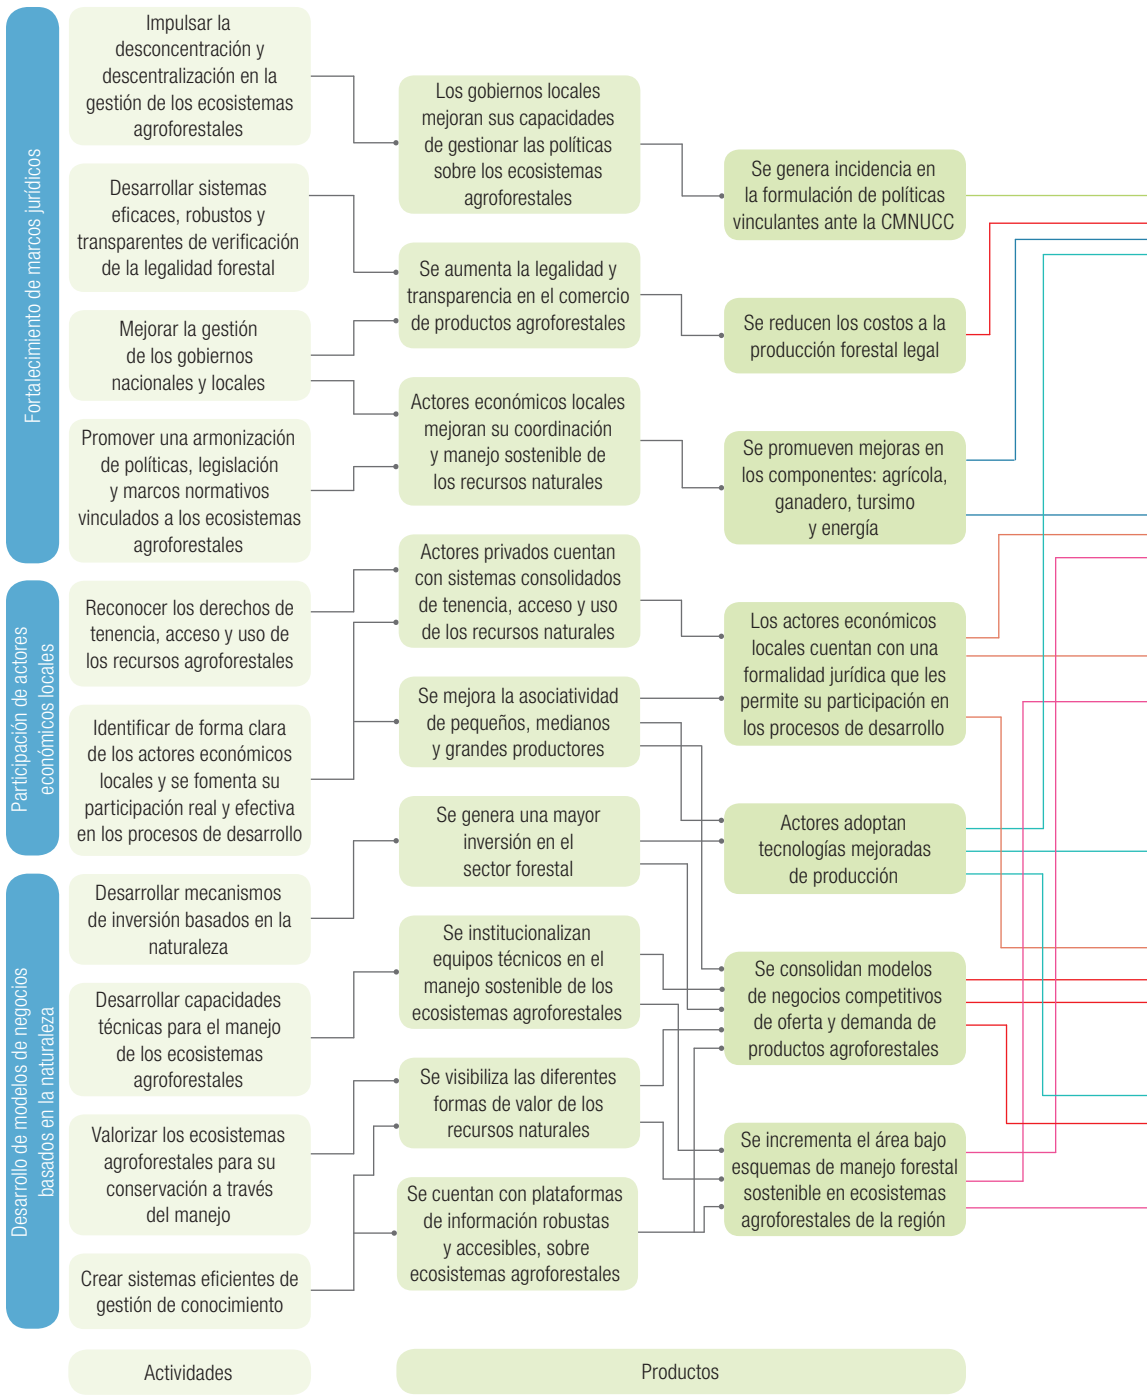 Fortalecimiento de marcos jurídicos
Impulsar la
desconcentración y
descentralización en la
gestión de los ecosistemas
agroforestales
Desarrollar sistemas
eficaces, robustos y
transparentes de verificación
de la legalidad forestal
Mejorar la gestión
de los gobiernos
nacionales y locales
Promover una armonización
de políticas, legislación
y marcos normativos
vinculados a los ecosistemas
agroforestales
Participación de actores
económicos locales
Reconocer los derechos de
tenencia, acceso y uso de
los recursos agroforestales
Identificar de forma clara
de los actores económicos
locales y se fomenta su
participación real y efectiva
en los procesos de desarrollo
Desarrollo de modelos de negocios
basados en la naturaleza
Desarrollar mecanismos
de inversión basados en la
naturaleza
Desarrollar capacidades
técnicas para el manejo
de los ecosistemas
agroforestales
Valorizar los ecosistemas
agroforestales para su
conservación a través
del manejo
Crear sistemas eficientes de
gestión de conocimiento
Los gobiernos locales
mejoran sus capacidades
de gestionar las políticas
sobre los ecosistemas
agroforestales
Se aumenta la legalidad y
transparencia en el comercio
de productos agroforestales
Actores económicos locales
mejoran su coordinación
y manejo sostenible de
los recursos naturales
Actores privados cuentan
con sistemas consolidados
de tenencia, acceso y uso
de los recursos naturales
Se mejora la asociatividad
de pequeños, medianos
y grandes productores
Se genera una mayor
inversión en el
sector forestal
Se institucionalizan
equipos técnicos en el
manejo sostenible de los
ecosistemas agroforestales
Se visibiliza las diferentes
formas de valor de los
recursos naturales
Se cuentan con plataformas
de información robustas
y accesibles, sobre
ecosistemas agroforestales
Se genera incidencia en
la formulación de políticas
vinculantes ante la CMNUCC
Se reducen los costos a la
producción forestal legal
Se promueven mejoras en
los componentes: agrícola,
ganadero, tursimo
y energía
Los actores económicos
locales cuentan con una
formalidad jurídica que les
permite su participación en
los procesos de desarrollo
Actores adoptan
tecnologías mejoradas
de producción
Se consolidan modelos
de negocios competitivos
de oferta y demanda de
productos agroforestales
Se incrementa el área bajo
esquemas de manejo forestal
sostenible en ecosistemas
agroforestales de la región
Actividades
Productos